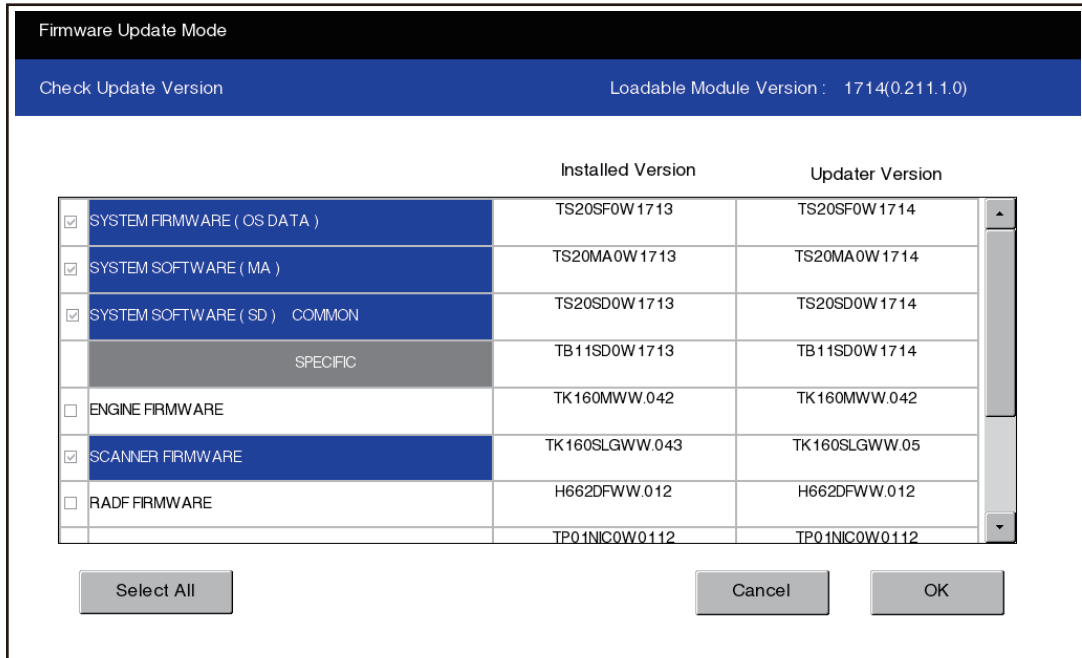 Firmware Update Mode
Check Update Version Loadable Module Version : 1714(0.211.1.0)
Installed Version Updater Version
SYSTEM FIRMWARE ( OS DATA ) TS20SF0W1713 TS20SF0W1714
SYSTEM SOFTWARE ( MA ) TS20MA0W1713 TS20MA0W1714
SYSTEM SOFTWARE ( SD ) COMMON TS20SD0W1713 TS20SD0W1714
SPECIFIC TB11SD0W1713 TB11SD0W1714
ENGINE FIRMWARE TK160MWW.042 TK160MWW.042
SCANNER FIRMWARE TK160SLGWW.043 TK160SLGWW.05
RADF FIRMWARE H662DFWW.012 H662DFWW.012
TP01NIC0W0112 TP01NIC0W0112
Select All Cancel OK